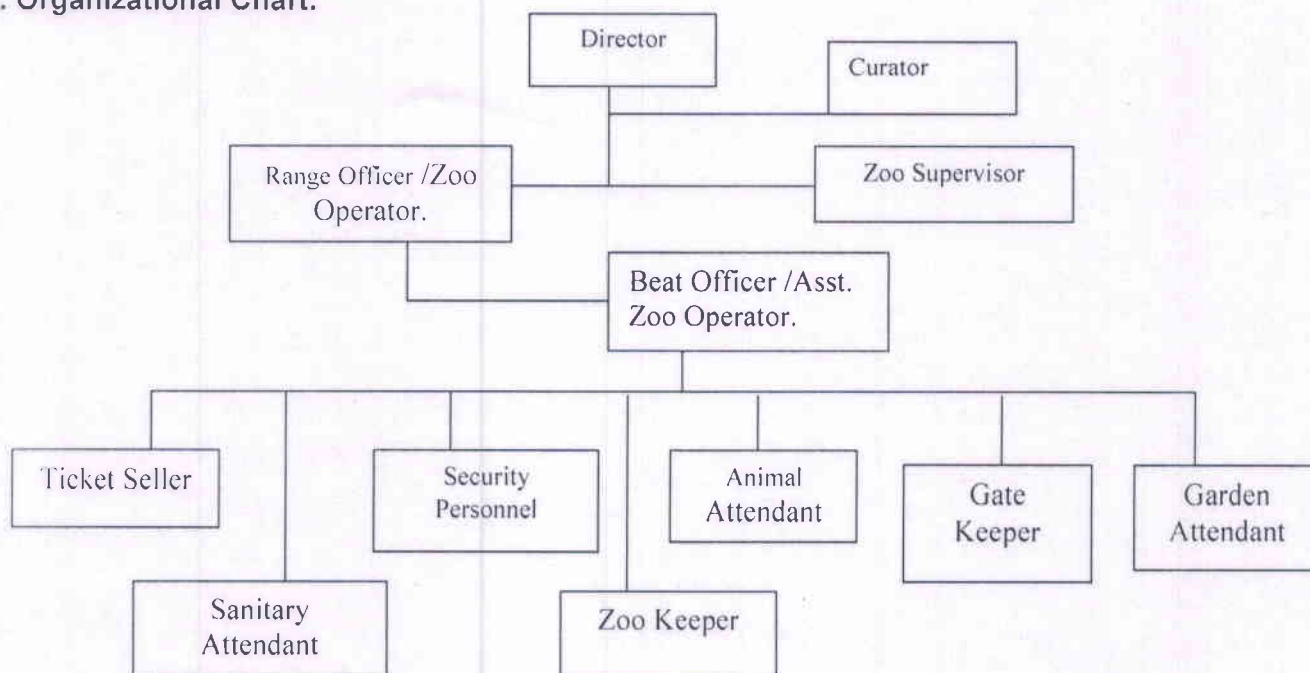 . Organizational Chart.
Director
Curator
Range Officer /Zoo
Operator.
Zoo Supervisor
Beat Officer /Asst.
Zoo Operator.
Ticket Seller
Security
Personnel
Animal
Attendant
Gate
Keeper
Garden
Attendant
Sanitary
Attendant
Zoo Keeper